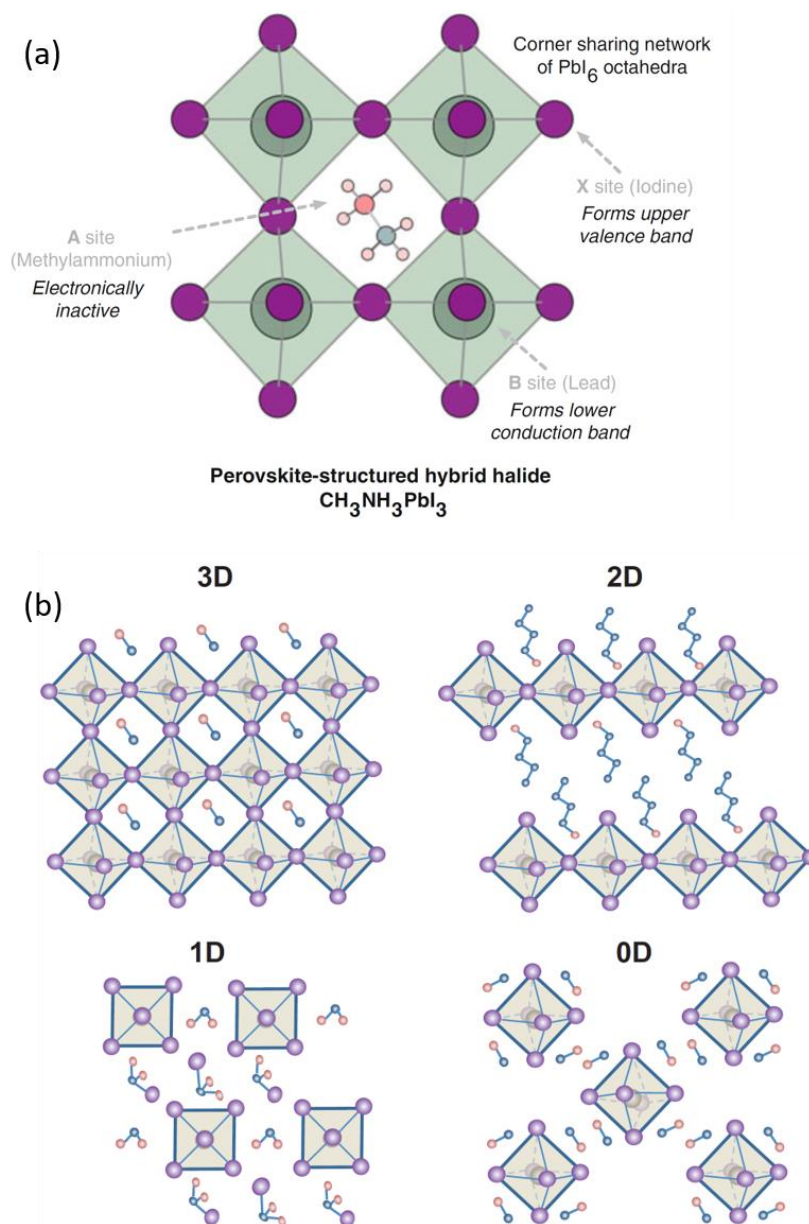 (a)
Corner sharing network
of PbI6 octahedra
X site (Iodine)
Forms upper
valence band
A site
(Methylammonium)
Electronically
inactive
B site (Lead)
Forms lower
conduction band
Perovskite-structured hybrid halide
CH3NH3PbI3
(b)
3D
2D
1D
0D